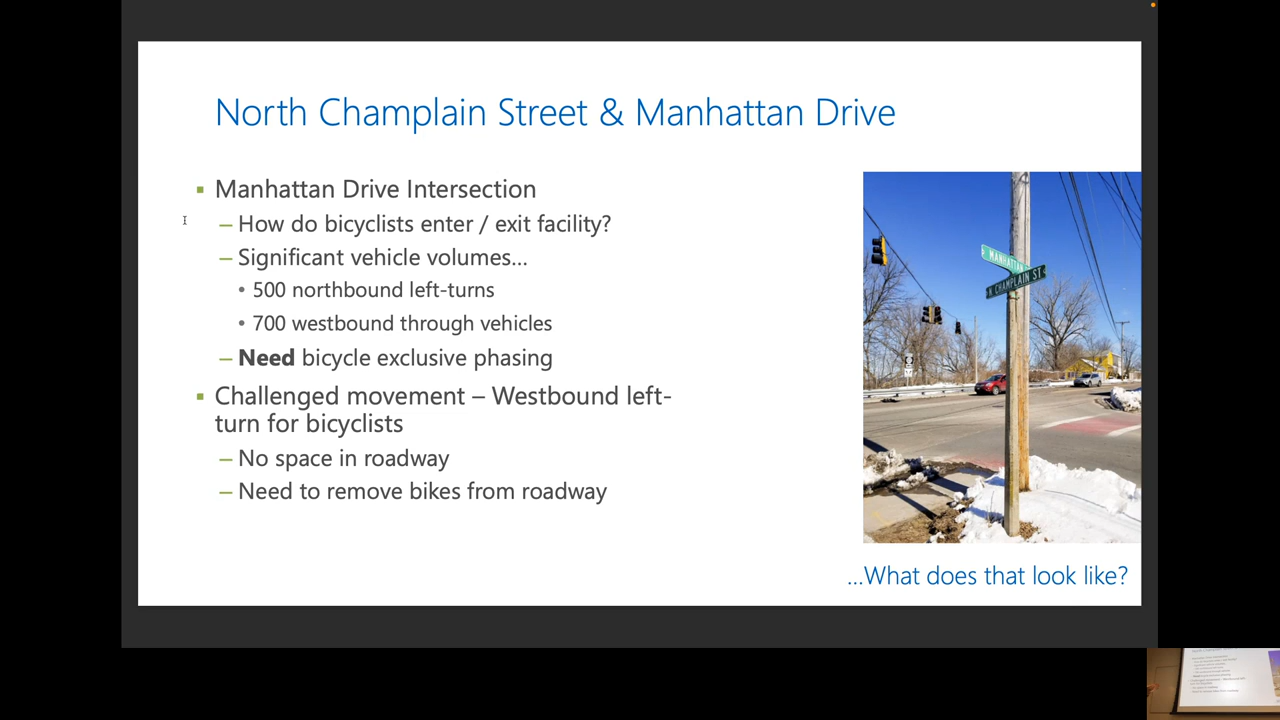 North Champlain Street & Manhattan Drive
▪ Manhattan Drive Intersection
– How do bicyclists enter / exit facility?
– Significant vehicle volumes…
• 500 northbound left-turns
• 700 westbound through vehicles
– Need bicycle exclusive phasing
▪ Challenged movement – Westbound left-
turn for bicyclists
– No space in roadway
– Need to remove bikes from roadway
MANHATTAN
N CHAMPLAIN ST
…What does that look like?